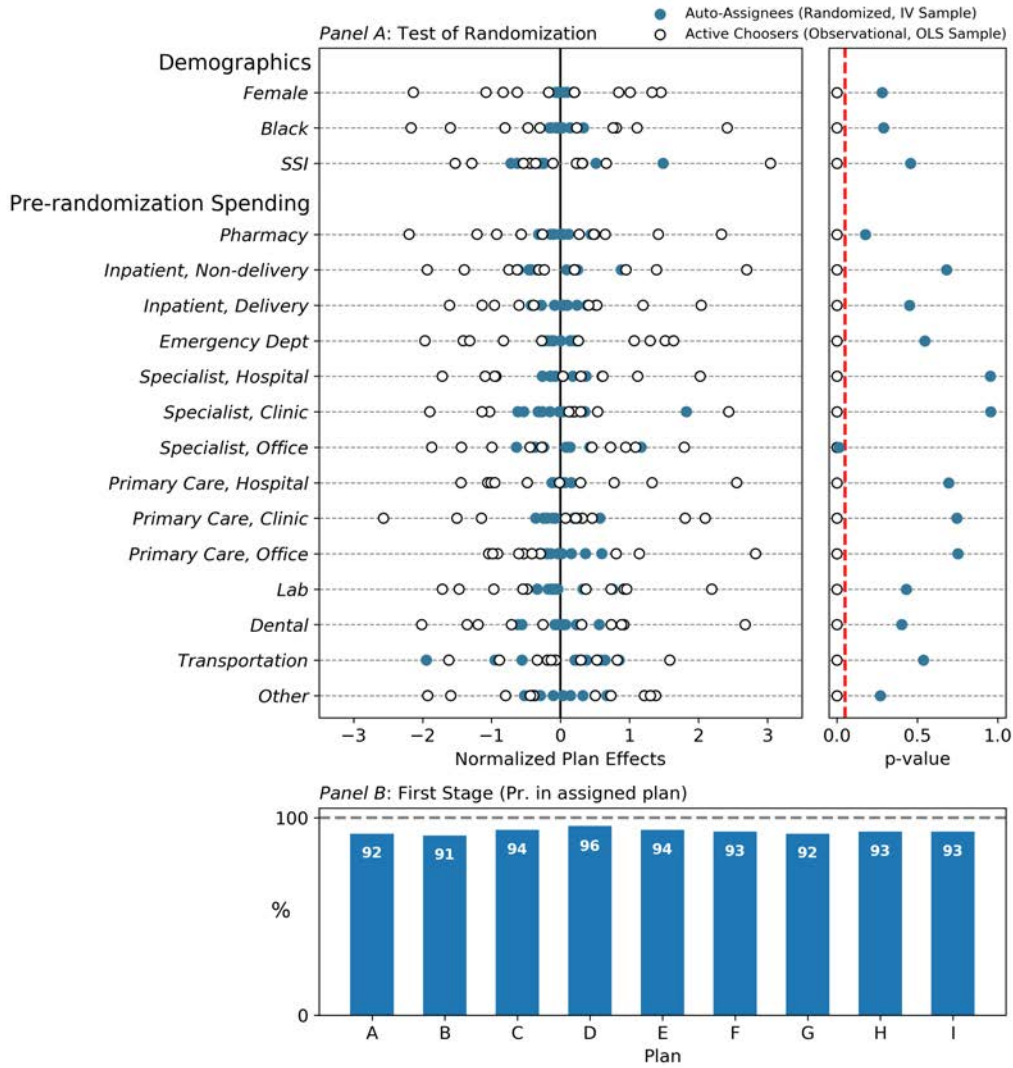 Auto-Assignees (Randomized, IV Sample)
Panel A: Test of Randomization
Active Choosers (Observational, OLS Sample)
Demographics
Female
Black
SSI
Pre-randomization Spending
Pharmacy
Inpatient, Non-delivery
Inpatient, Delivery
Emergency Dept
Specialist, Hospital
Specialist, Clinic
Specialist, Office
Primary Care, Hospital
Primary Care, Clinic
Primary Care, Office
Lab
Dental
Transportation
Other
−3 −2 −1 0 1 2 3 0.0 0.5 1.0
Normalized Plan Effects p-value
Panel B: First Stage (Pr. in assigned plan)
100
92 91 94 96 94 93 92 93 93
%
0
A B C D E F G H I
Plan